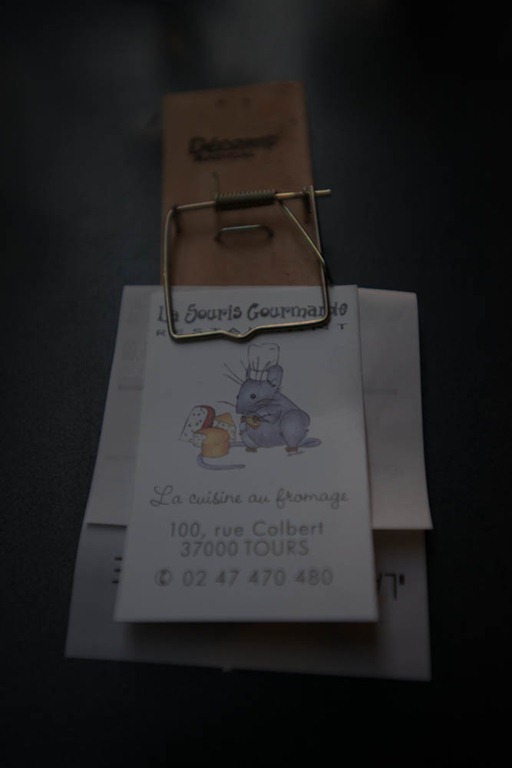 La Souris Gourmande
RESTAURANT
La cuisine au fromage
100, rue Colbert
37000 TOURS
✆ 02 47 470 480